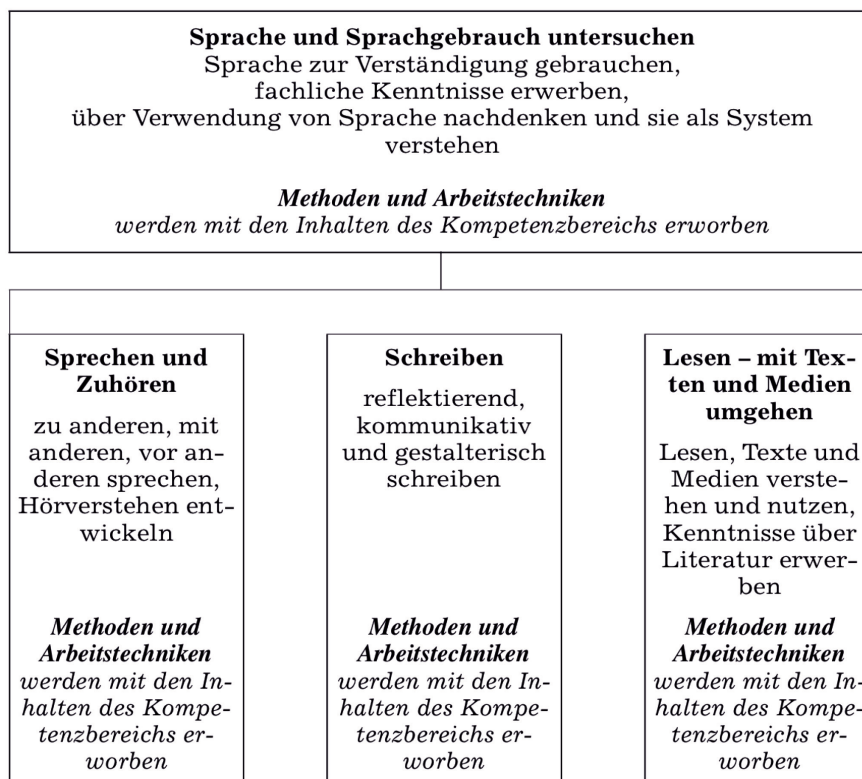 Sprache und Sprachgebrauch untersuchen
Sprache zur Verständigung gebrauchen,
fachliche Kenntnisse erwerben,
über Verwendung von Sprache nachdenken und sie als System
verstehen
Methoden und Arbeitstechniken
werden mit den Inhalten des Kompetenzbereichs erworben
Sprechen und
Zuhören
zu anderen, mit
anderen, vor an-
deren sprechen,
Hörverstehen ent-
wickeln
Methoden und
Arbeitstechniken
werden mit den In-
halten des Kompe-
tenzbereichs er-
worben
Schreiben
reflektierend,
kommunikativ
und gestalterisch
schreiben
Methoden und
Arbeitstechniken
werden mit den In-
halten des Kompe-
tenzbereichs er-
worben
Lesen – mit Tex-
ten und Medien
umgehen
Lesen, Texte und
Medien verste-
hen und nutzen,
Kenntnisse über
Literatur erwer-
ben
Methoden und
Arbeitstechniken
werden mit den In-
halten des Kompe-
tenzbereichs er-
worben